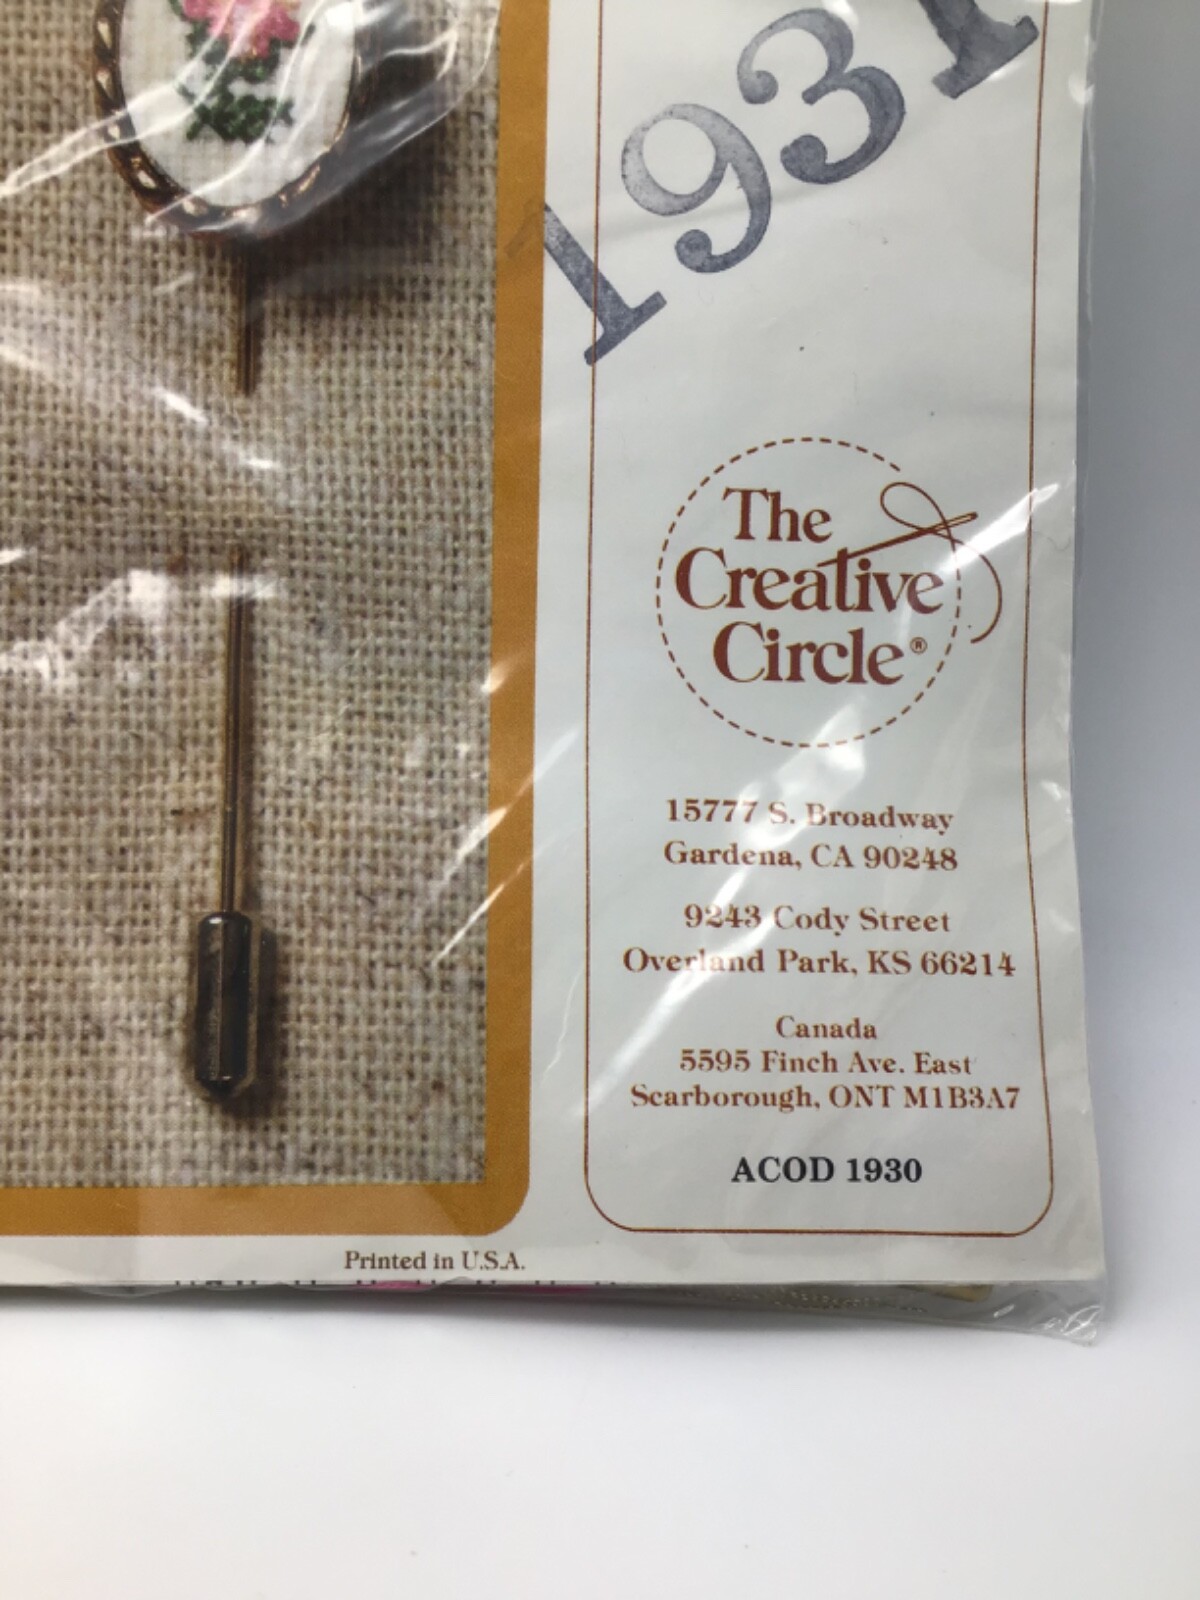 1931
The
Creative
Circle®
15777 S. Broadway
Gardena, CA 90248
9243 Cody Street
Overland Park, KS 66214
Canada
5595 Finch Ave. East
Scarborough, ONT M1B3A7
ACOD 1930
Printed in U.S.A.